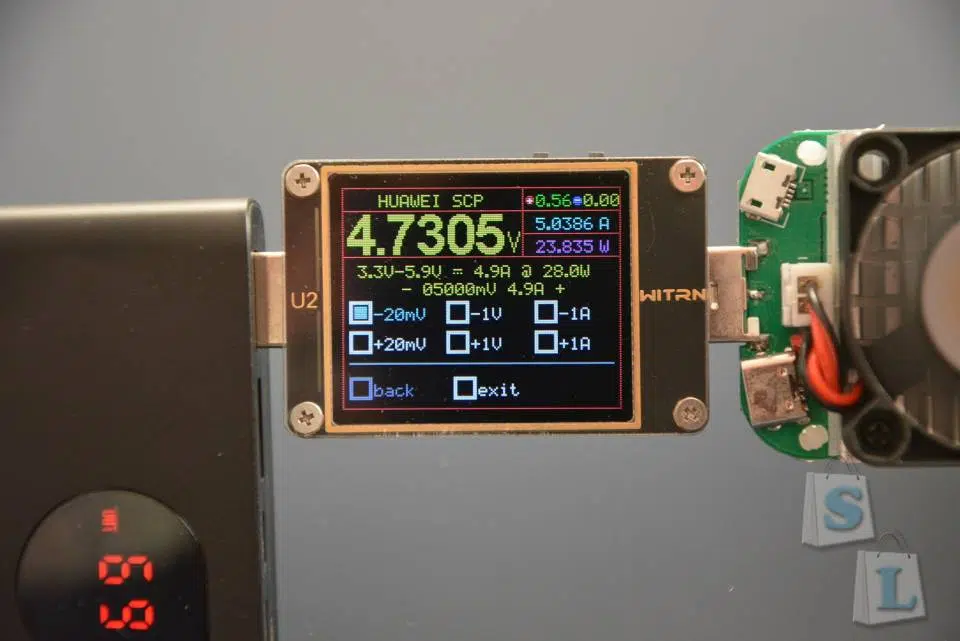 HUAWEI SCP
+0.56=0.00
4.7305V
5.0386 A
23.835 W
3.3V-5.9V = 4.9A @ 28.0W
- 05000mV 4.9A +
-20mV -1V -1A
+20mV +1V +1A
back exit
U2
WITRN
69
S
L